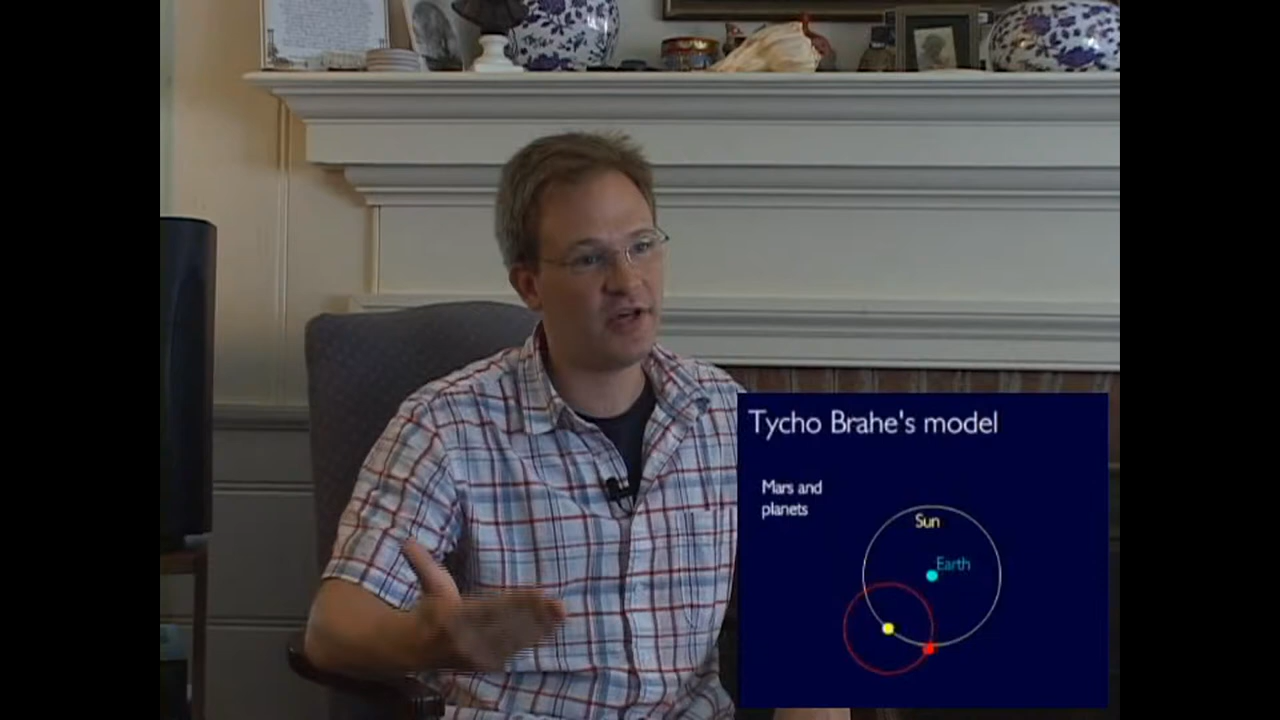 Tycho Brahe's model
Mars and
planets
Sun
Earth